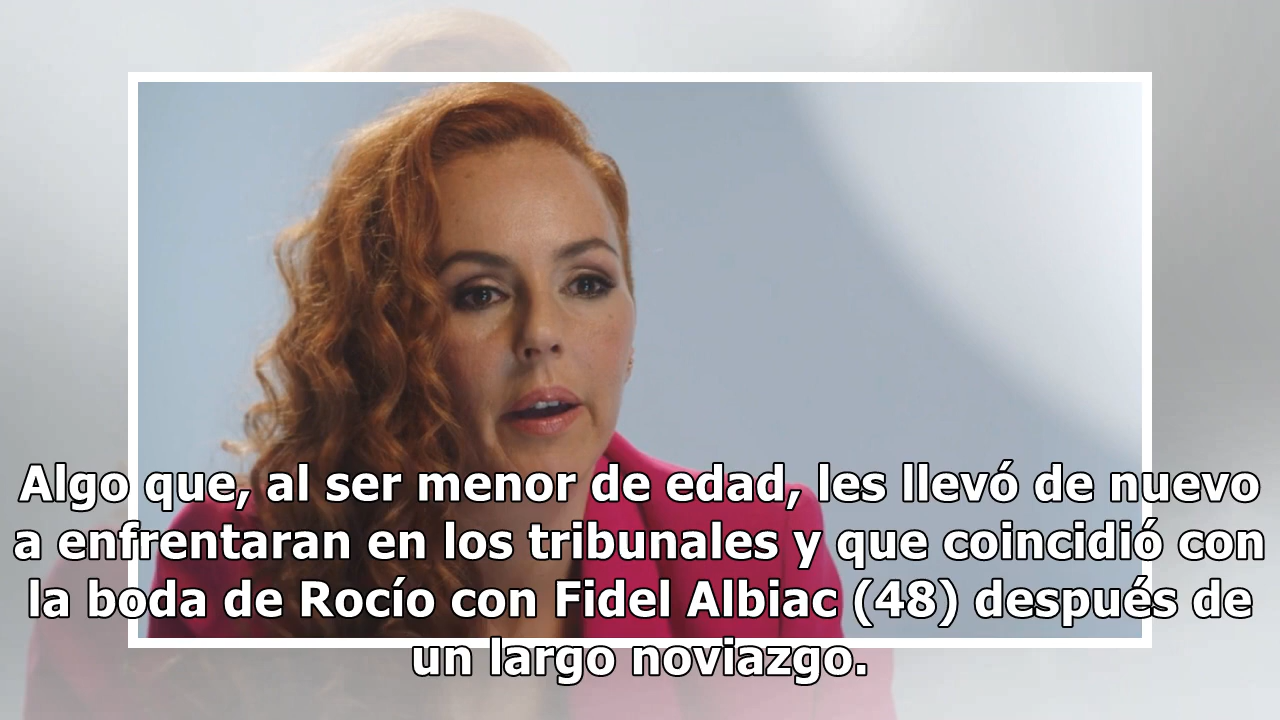 Algo que, al ser menor de edad, les llevó de nuevo
a enfrentaran en los tribunales y que coincidió con
la boda de Rocío con Fidel Albiac (48) después de
un largo noviazgo.